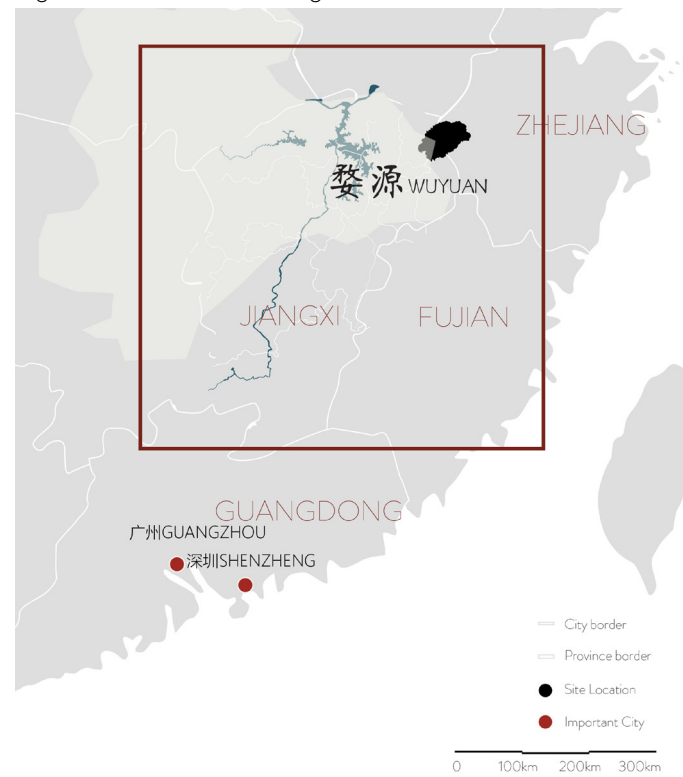 ZHEJIANG
婺源 WUYUAN
JIANGXI
FUJIAN
GUANGDONG
广州GUANGZHOU
深圳SHENZHENG
City border
Province border
Site Location
Important City
0 100km 200km 300km